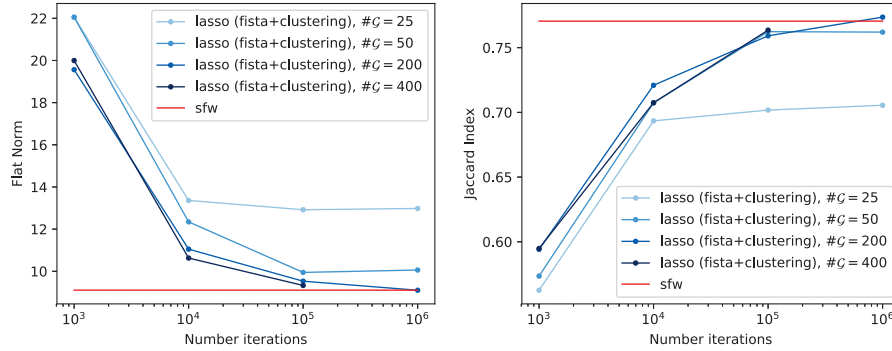 22
20
18
16
14
12
10
Flat Norm
lasso (fista+clustering), #𝒢 = 25
lasso (fista+clustering), #𝒢 = 50
lasso (fista+clustering), #𝒢 = 200
lasso (fista+clustering), #𝒢 = 400
sfw
10³ 10⁴ 10⁵ 10⁶
Number iterations
0.75
0.70
0.65
0.60
Jaccard Index
lasso (fista+clustering), #𝒢 = 25
lasso (fista+clustering), #𝒢 = 50
lasso (fista+clustering), #𝒢 = 200
lasso (fista+clustering), #𝒢 = 400
sfw
10³ 10⁴ 10⁵ 10⁶
Number iterations